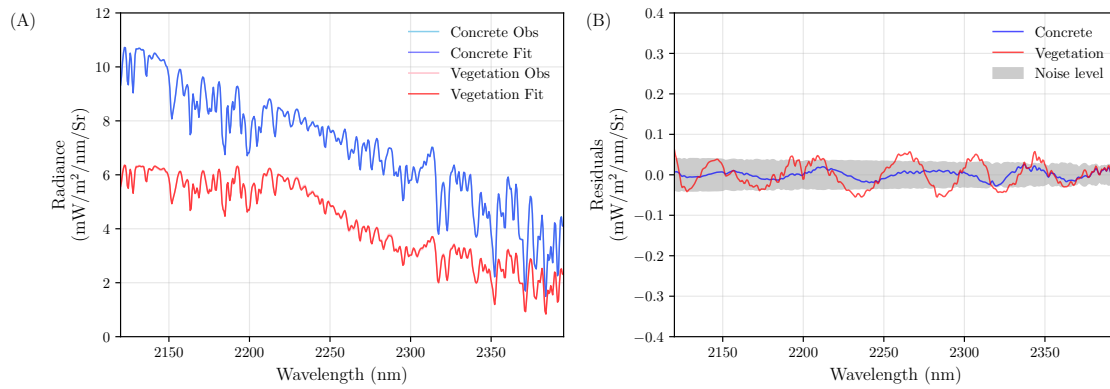 (A)
12
10
8
6
4
2
0
Radiance
(mW/m²/nm/Sr)
Concrete Obs
Concrete Fit
Vegetation Obs
Vegetation Fit
2150
2200
2250
2300
2350
Wavelength (nm)
(B)
0.4
0.3
0.2
0.1
0.0
−0.1
−0.2
−0.3
−0.4
Residuals
(mW/m²/nm/Sr)
Concrete
Vegetation
Noise level
2150
2200
2250
2300
2350
Wavelength (nm)